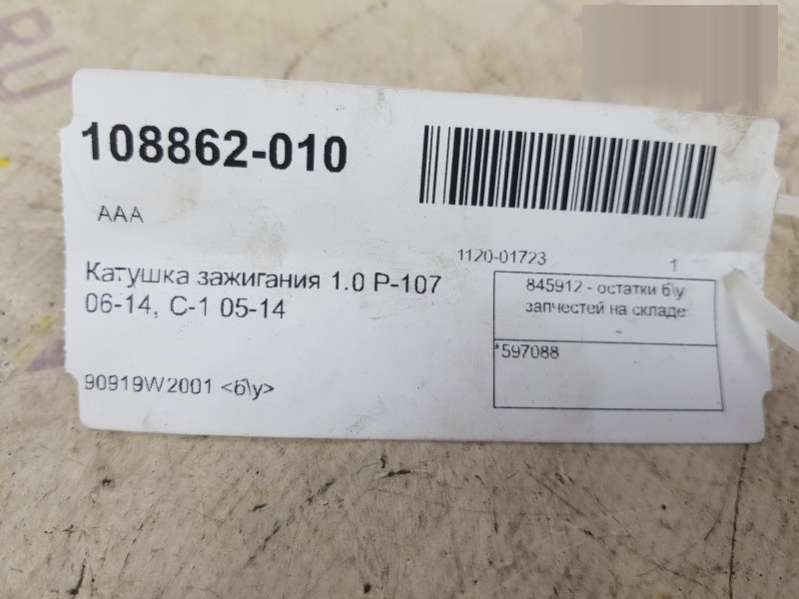 108862-010
ААА
Катушка зажигания 1.0 P-107
06-14, C-1 05-14
90919W2001 <б\у>
1120-01723 1
845912 - остатки б\у
запчестей на складе
-
*597088